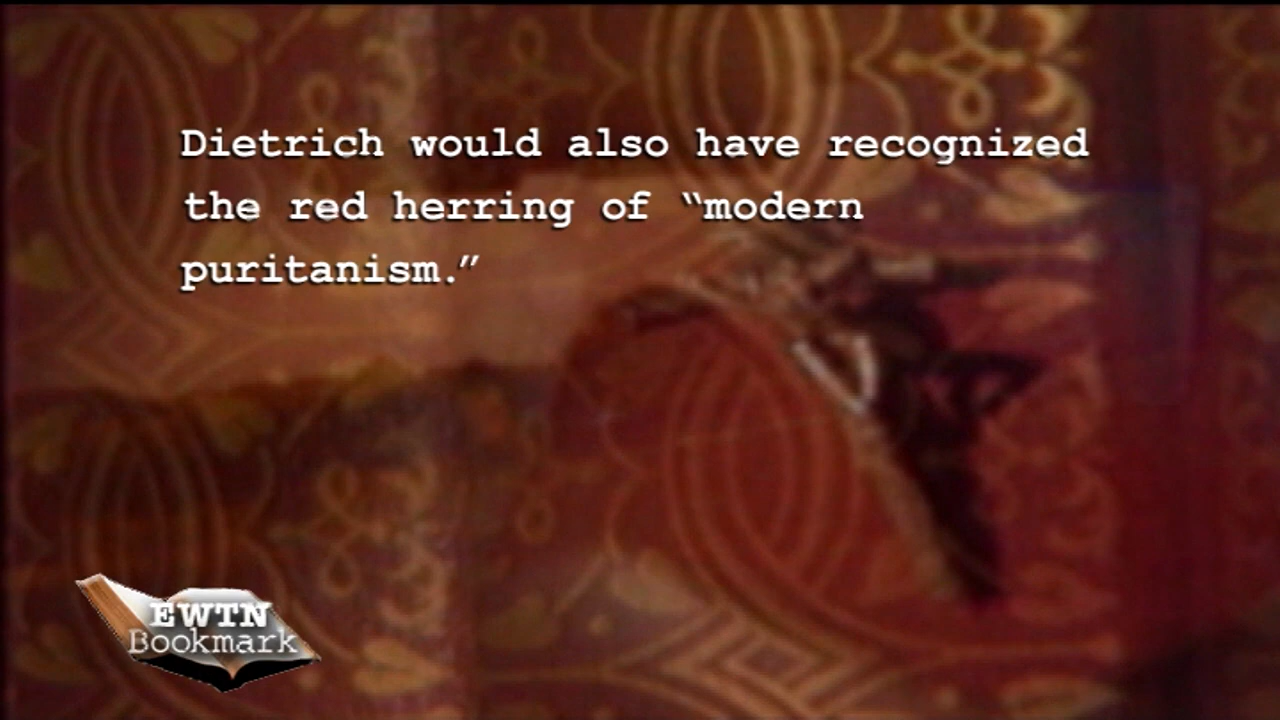 Dietrich would also have recognized
the red herring of “modern
puritanism.”
EWTN
Bookmark